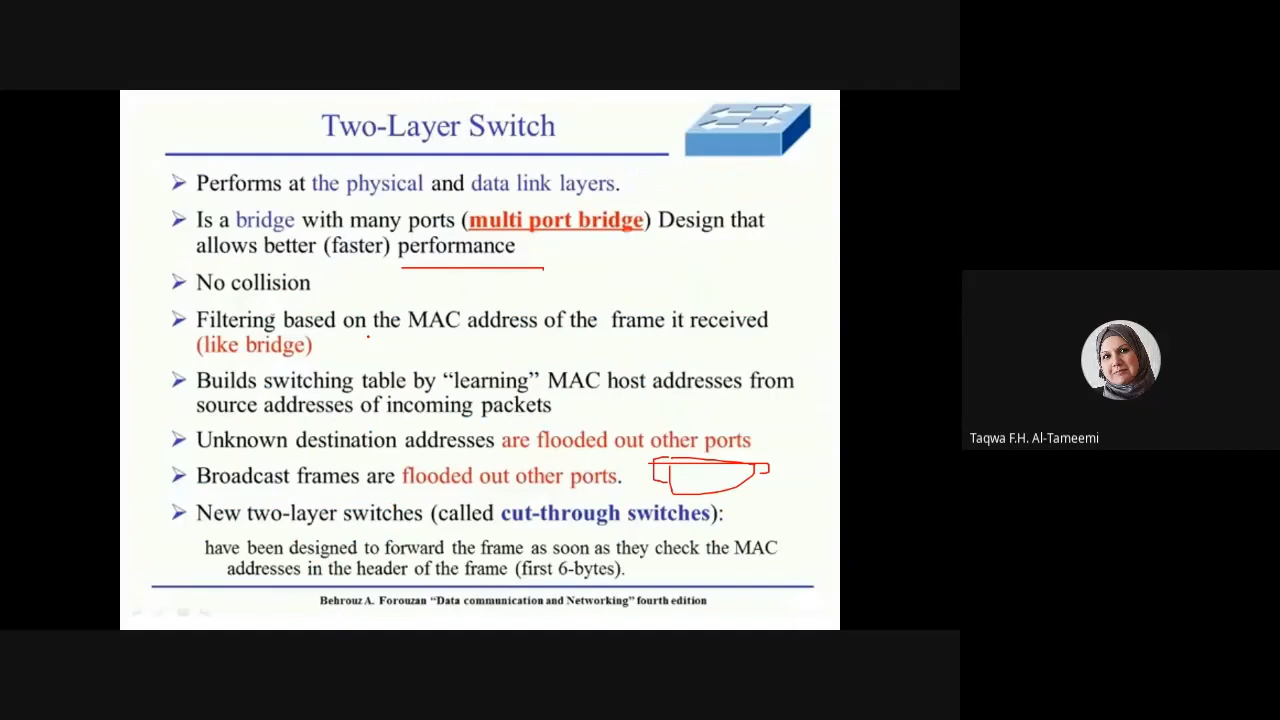 Two-Layer Switch
Performs at the physical and data link layers.
Is a bridge with many ports (multi port bridge) Design that
allows better (faster) performance
No collision
Filtering based on the MAC address of the frame it received
(like bridge)
Builds switching table by “learning” MAC host addresses from
source addresses of incoming packets
Unknown destination addresses are flooded out other ports
Broadcast frames are flooded out other ports.
New two-layer switches (called cut-through switches):
have been designed to forward the frame as soon as they check the MAC
addresses in the header of the frame (first 6-bytes).
Behrouz A. Forouzan “Data communication and Networking” fourth edition
Taqwa F.H. Al-Tameemi